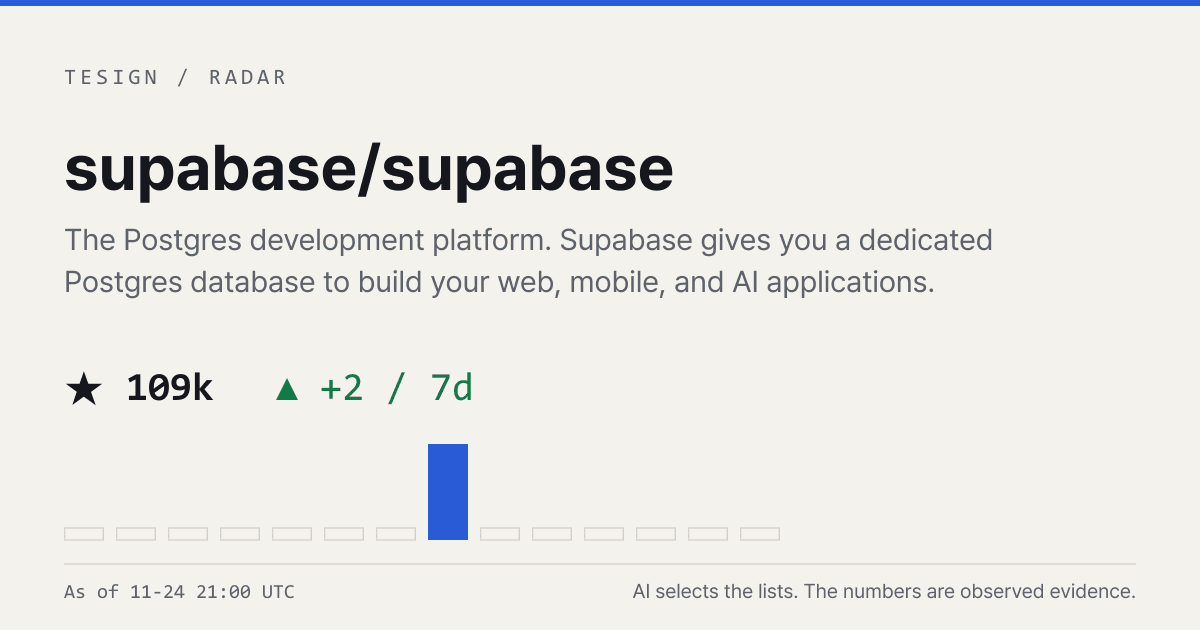 TESIGN / RADAR
supabase/supabase
The Postgres development platform. Supabase gives you a dedicated
Postgres database to build your web, mobile, and AI applications.
★ 109k ▲ +2 / 7d
As of 11-24 21:00 UTC
AI selects the lists. The numbers are observed evidence.